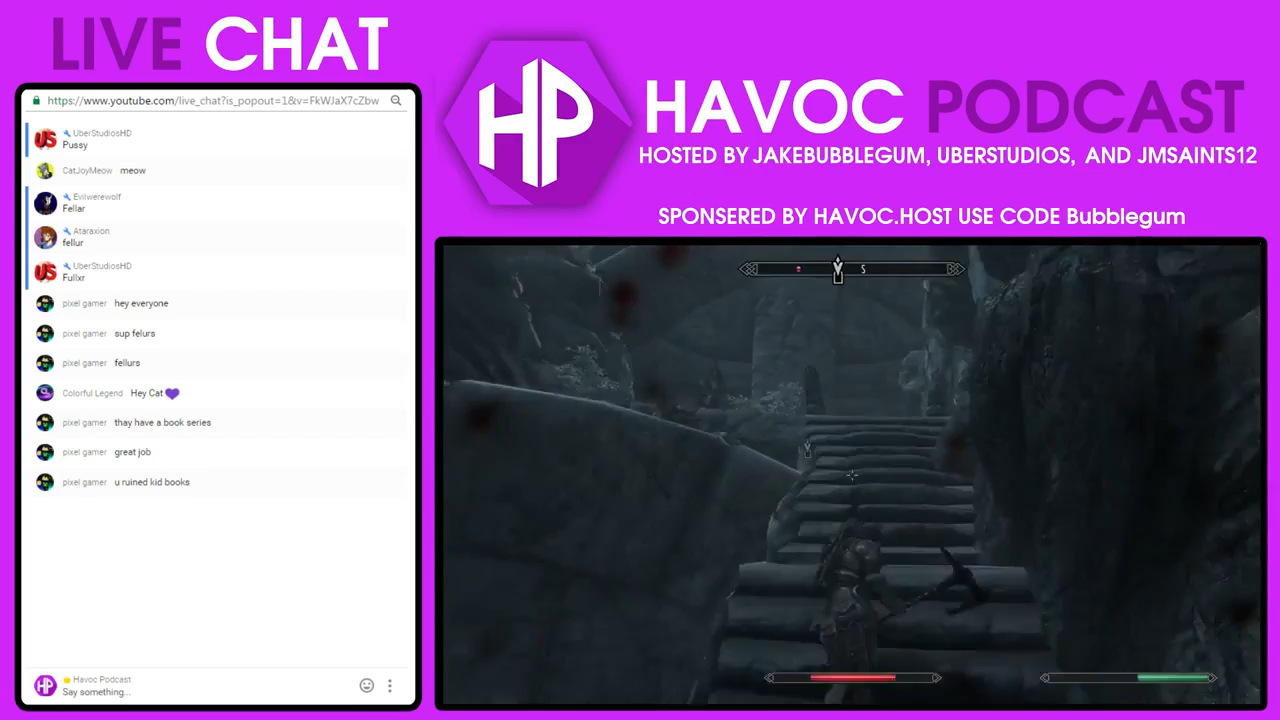 LIVE CHAT
https://www.youtube.com/live_chat?is_popout=1&v=FkWJaX7cZbw
UberStudiosHD
Pussy
CatJoyMeow meow
Evilwerewolf
Fellar
Ataraxion
fellur
UberStudiosHD
Fullxr
pixel gamer hey everyone
pixel gamer sup felurs
pixel gamer fellurs
Colorful Legend Hey Cat 💜
pixel gamer thay have a book series
pixel gamer great job
pixel gamer u ruined kid books
Havoc Podcast
Say something...
HP
HAVOC PODCAST
HOSTED BY JAKEBUBBLEGUM, UBERSTUDIOS, AND JMSAINTS12
SPONSERED BY HAVOC.HOST USE CODE Bubblegum
S